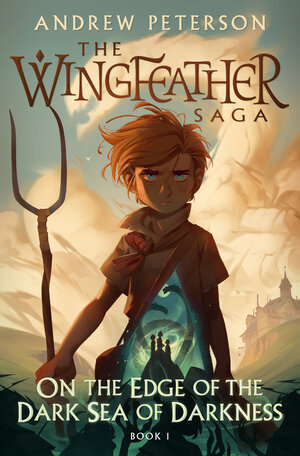 ANDREW PETERSON
THE
WINGFEATHER
SAGA
ON THE EDGE OF THE
DARK SEA OF DARKNESS
BOOK 1